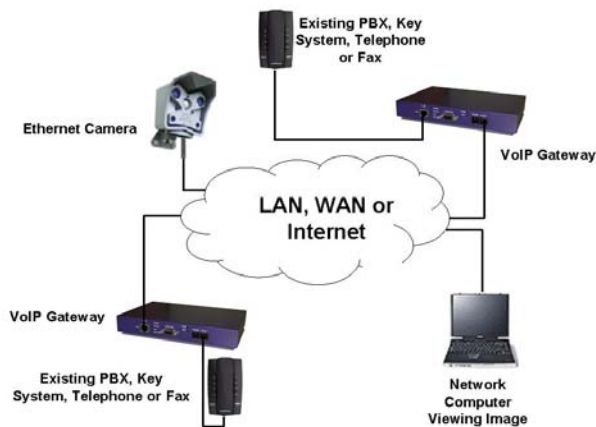 Existing PBX, Key
System, Telephone
or Fax
Ethernet Camera
VoIP Gateway
LAN, WAN or
Internet
VoIP Gateway
Existing PBX, Key
System, Telephone or Fax
Network
Computer
Viewing Image